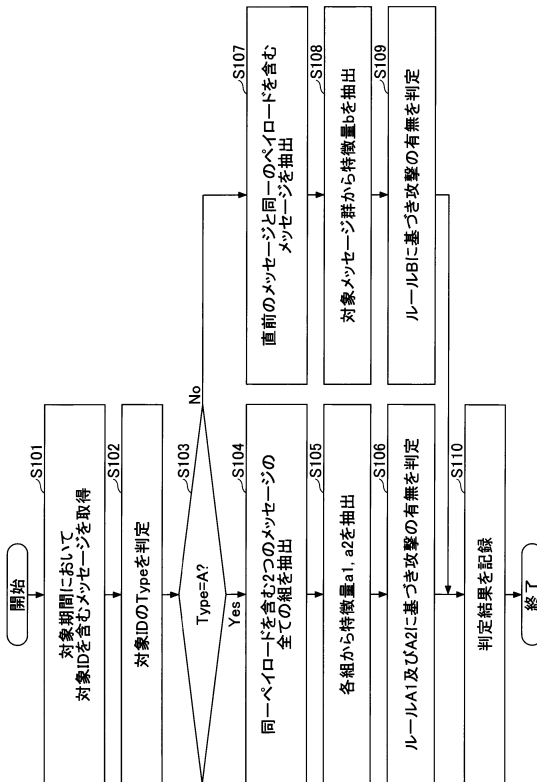 開始
S101
対象期間において
対象IDを含むメッセージを取得
S102
対象IDのTypeを判定
S103
Type=A?
Yes
No
S104
同一ペイロードを含む2つのメッセージの
全ての組を抽出
S105
各組から特徴量a1, a2を抽出
S106
ルールA1及びA2に基づき攻撃の有無を判定
S107
直前のメッセージと同一のペイロードを含む
メッセージを抽出
S108
対象メッセージ群から特徴量bを抽出
S109
ルールBに基づき攻撃の有無を判定
S110
判定結果を記録
終了